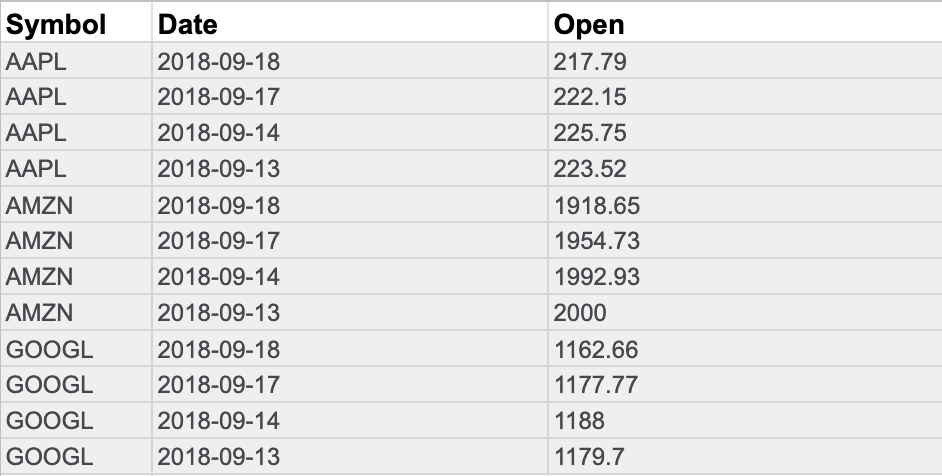 Symbol Date Open
AAPL 2018-09-18 217.79
AAPL 2018-09-17 222.15
AAPL 2018-09-14 225.75
AAPL 2018-09-13 223.52
AMZN 2018-09-18 1918.65
AMZN 2018-09-17 1954.73
AMZN 2018-09-14 1992.93
AMZN 2018-09-13 2000
GOOGL 2018-09-18 1162.66
GOOGL 2018-09-17 1177.77
GOOGL 2018-09-14 1188
GOOGL 2018-09-13 1179.7